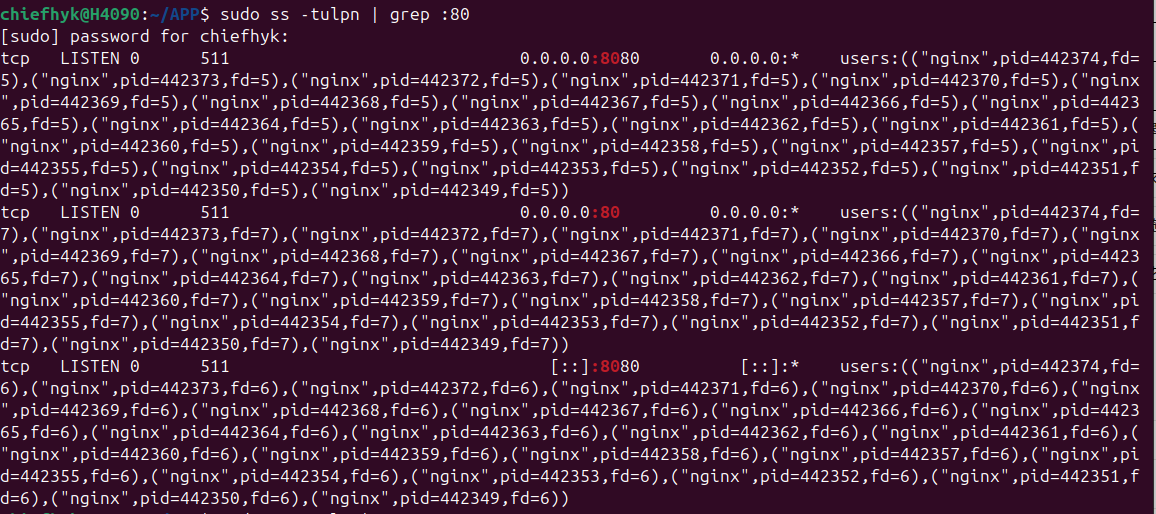 chiefhyk@H4090:~/APP$ sudo ss -tulpn | grep :80
[sudo] password for chiefhyk:
tcp   LISTEN 0      511                             0.0.0.0:8080       0.0.0.0:*    users:(("nginx",pid=442374,fd=
5),("nginx",pid=442373,fd=5),("nginx",pid=442372,fd=5),("nginx",pid=442371,fd=5),("nginx",pid=442370,fd=5),("nginx
",pid=442369,fd=5),("nginx",pid=442368,fd=5),("nginx",pid=442367,fd=5),("nginx",pid=442366,fd=5),("nginx",pid=4423
65,fd=5),("nginx",pid=442364,fd=5),("nginx",pid=442363,fd=5),("nginx",pid=442362,fd=5),("nginx",pid=442361,fd=5),(
"nginx",pid=442360,fd=5),("nginx",pid=442359,fd=5),("nginx",pid=442358,fd=5),("nginx",pid=442357,fd=5),("nginx",pi
d=442355,fd=5),("nginx",pid=442354,fd=5),("nginx",pid=442353,fd=5),("nginx",pid=442352,fd=5),("nginx",pid=442351,f
d=5),("nginx",pid=442350,fd=5),("nginx",pid=442349,fd=5))
tcp   LISTEN 0      511                             0.0.0.0:80         0.0.0.0:*    users:(("nginx",pid=442374,fd=
7),("nginx",pid=442373,fd=7),("nginx",pid=442372,fd=7),("nginx",pid=442371,fd=7),("nginx",pid=442370,fd=7),("nginx
",pid=442369,fd=7),("nginx",pid=442368,fd=7),("nginx",pid=442367,fd=7),("nginx",pid=442366,fd=7),("nginx",pid=4423
65,fd=7),("nginx",pid=442364,fd=7),("nginx",pid=442363,fd=7),("nginx",pid=442362,fd=7),("nginx",pid=442361,fd=7),(
"nginx",pid=442360,fd=7),("nginx",pid=442359,fd=7),("nginx",pid=442358,fd=7),("nginx",pid=442357,fd=7),("nginx",pi
d=442355,fd=7),("nginx",pid=442354,fd=7),("nginx",pid=442353,fd=7),("nginx",pid=442352,fd=7),("nginx",pid=442351,f
d=7),("nginx",pid=442350,fd=7),("nginx",pid=442349,fd=7))
tcp   LISTEN 0      511                                [::]:8080          [::]:*    users:(("nginx",pid=442374,fd=
6),("nginx",pid=442373,fd=6),("nginx",pid=442372,fd=6),("nginx",pid=442371,fd=6),("nginx",pid=442370,fd=6),("nginx
",pid=442369,fd=6),("nginx",pid=442368,fd=6),("nginx",pid=442367,fd=6),("nginx",pid=442366,fd=6),("nginx",pid=4423
65,fd=6),("nginx",pid=442364,fd=6),("nginx",pid=442363,fd=6),("nginx",pid=442362,fd=6),("nginx",pid=442361,fd=6),(
"nginx",pid=442360,fd=6),("nginx",pid=442359,fd=6),("nginx",pid=442358,fd=6),("nginx",pid=442357,fd=6),("nginx",pi
d=442355,fd=6),("nginx",pid=442354,fd=6),("nginx",pid=442353,fd=6),("nginx",pid=442352,fd=6),("nginx",pid=442351,f
d=6),("nginx",pid=442350,fd=6),("nginx",pid=442349,fd=6))